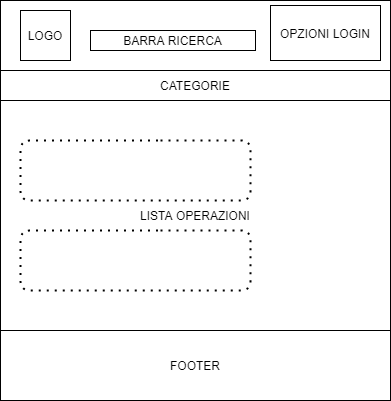 LOGO
BARRA RICERCA
OPZIONI LOGIN
CATEGORIE
LISTA OPERAZIONI
FOOTER